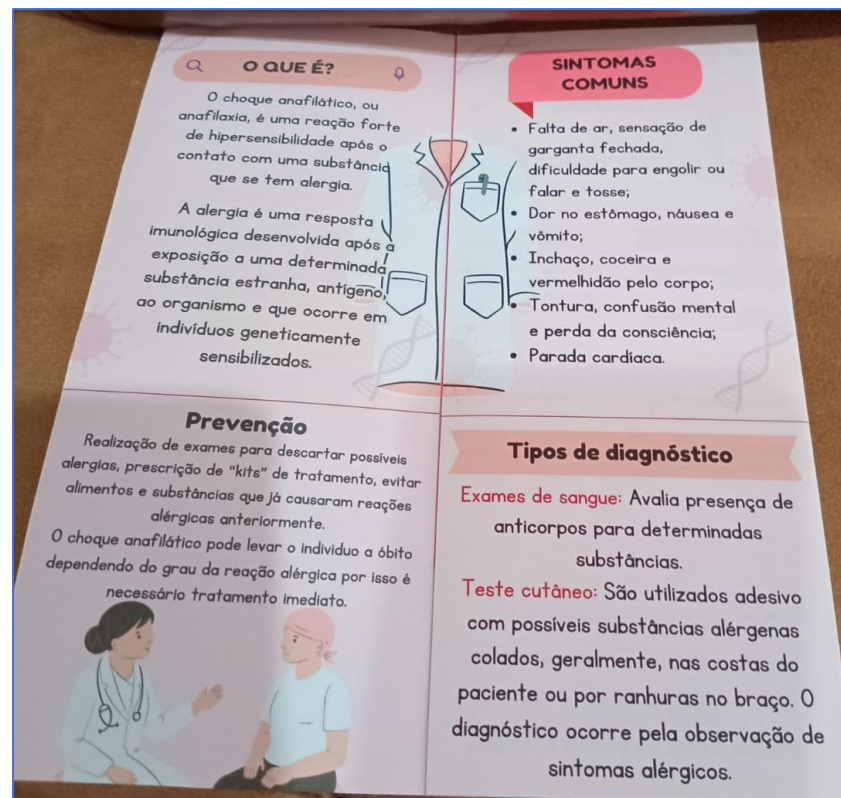 O QUE É?
O choque anafilático, ou
anafilaxia, é uma reação forte
de hipersensibilidade após o
contato com uma substância
que se tem alergia.
A alergia é uma resposta
imunológica desenvolvida após a
exposição a uma determinada
substância estranha, antígeno,
ao organismo e que ocorre em
indivíduos geneticamente
sensibilizados.
SINTOMAS
COMUNS
• Falta de ar, sensação de
garganta fechada,
dificuldade para engolir ou
falar e tosse;
• Dor no estômago, náusea e
vômito;
• Inchaço, coceira e
vermelhidão pelo corpo;
• Tontura, confusão mental
e perda da consciência;
• Parada cardíaca.
Prevenção
Realização de exames para descartar possíveis
alergias, prescrição de "kits" de tratamento, evitar
alimentos e substâncias que já causaram reações
alérgicas anteriormente.
O choque anafilático pode levar o individuo a óbito
dependendo do grau da reação alérgica por isso é
necessário tratamento imediato.
Tipos de diagnóstico
Exames de sangue: Avalia presença de
anticorpos para determinadas
substâncias.
Teste cutâneo: São utilizados adesivo
com possíveis substâncias alérgenas
colados, geralmente, nas costas do
paciente ou por ranhuras no braço. O
diagnóstico ocorre pela observação de
sintomas alérgicos.